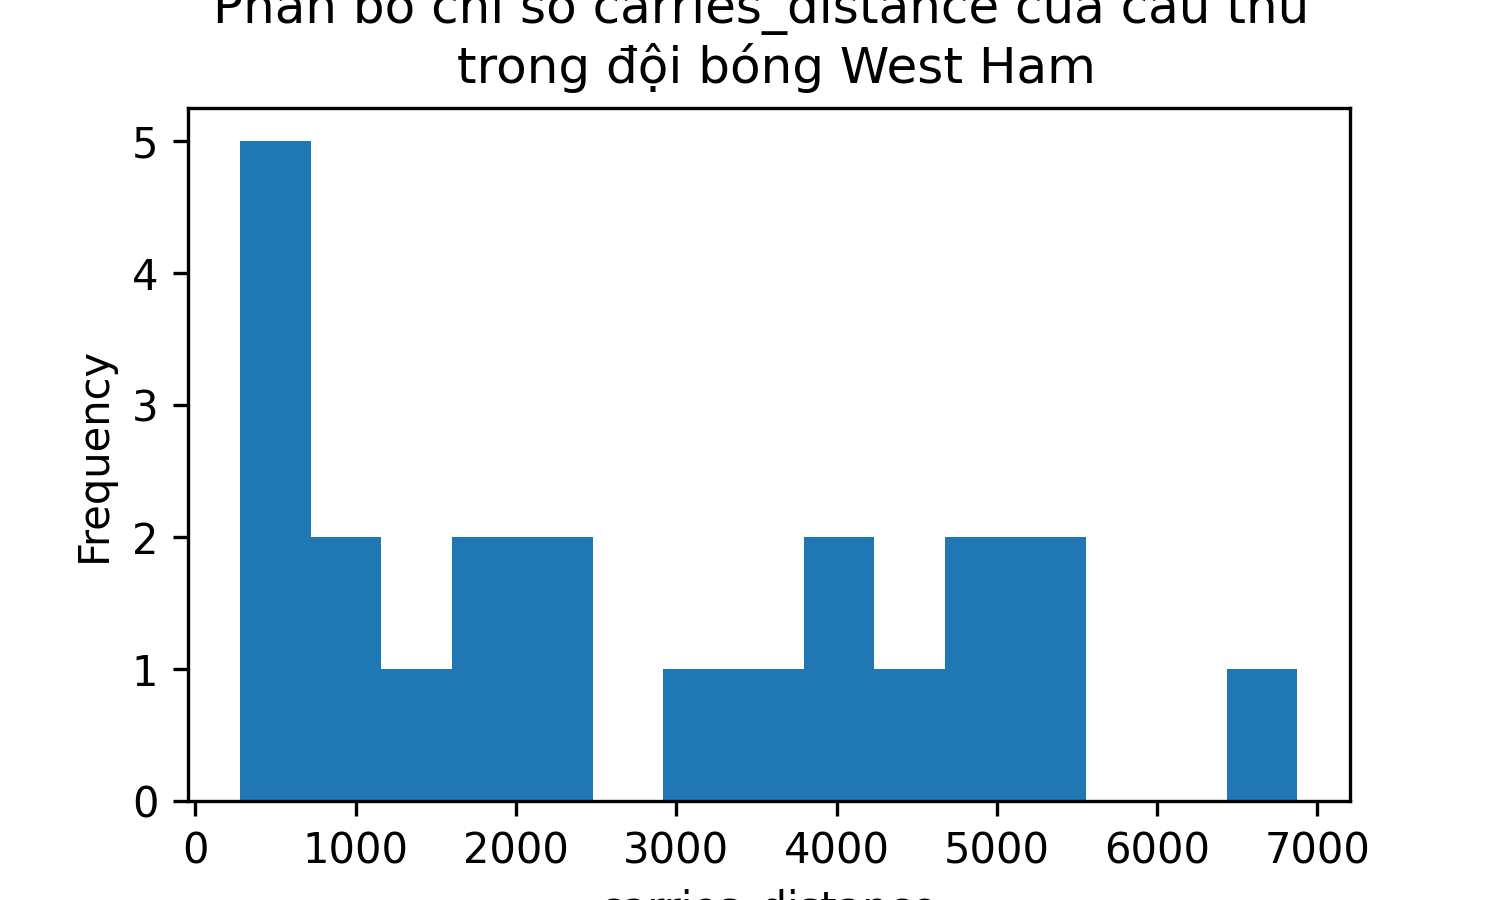 Phân bố chỉ số carries_distance của cầu thủ
trong đội bóng West Ham
5
4
3
2
1
0
Frequency
0 1000 2000 3000 4000 5000 6000 7000
carries_distance